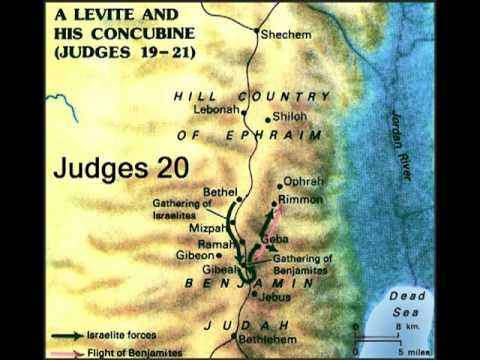 A LEVITE AND
HIS CONCUBINE
(JUDGES 19–21)
Shechem
HILL COUNTRY
Lebonah
Shiloh
OF EPHRAIM
Jordan River
Judges 20
Bethel
Ophrah
Rimmon
Gathering of
Israelites
Mizpah
Ramah
Geba
Gibeon
Gathering of
Benjamites
Gibeah
BENJAMIN
Jebus
Dead
Sea
JUDAH
Bethlehem
Israelite forces
Flight of Benjamites
0 8 km.
0 5 miles